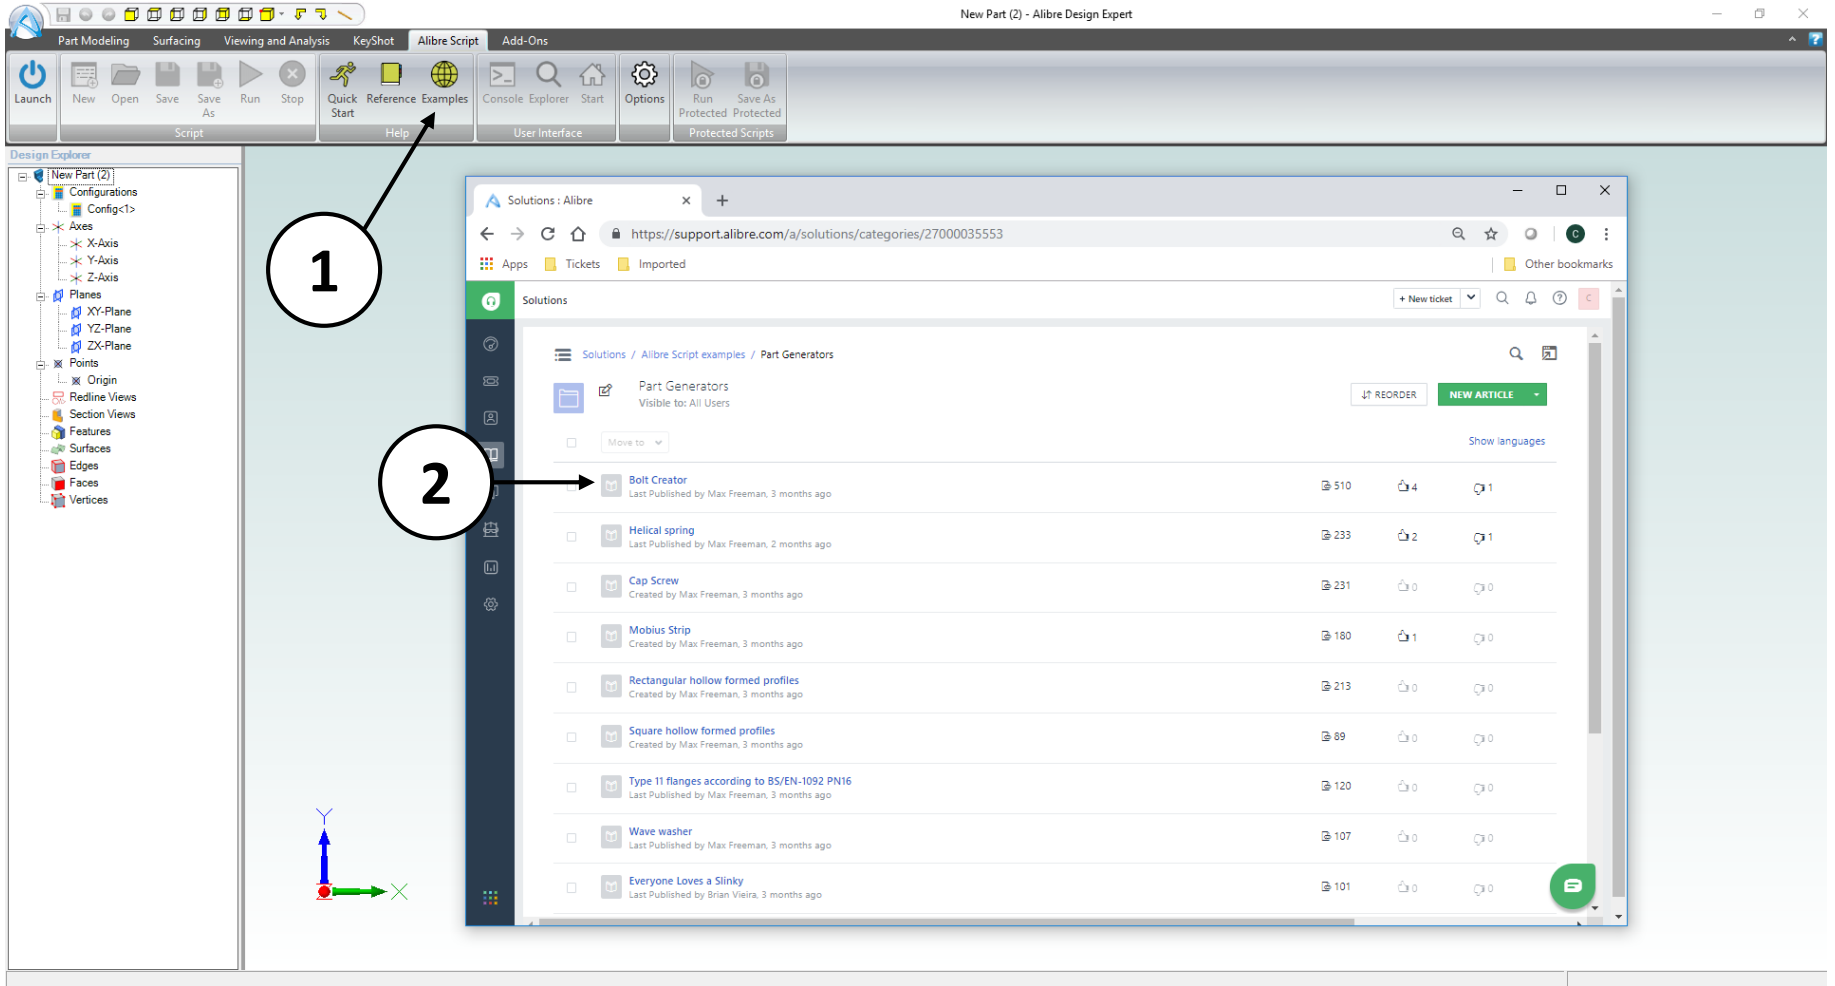 New Part (2) - Alibre Design Expert
Part Modeling Surfacing Viewing and Analysis KeyShot Alibre Script Add-Ons
Launch New Open Save Save As Run Stop Quick Start Reference Examples Console Explorer Start Options Run Protected Save As Protected
Script Help User Interface Protected Scripts
Design Explorer
New Part (2)
Configurations
Config<1>
Axes
X-Axis
Y-Axis
Z-Axis
Planes
XY-Plane
YZ-Plane
ZX-Plane
Points
Origin
Redline Views
Section Views
Features
Surfaces
Edges
Faces
Vertices
1
2
Y
X
Solutions : Alibre
https://support.alibre.com/a/solutions/categories/27000035553
C
Apps Tickets Imported Other bookmarks
Solutions + New ticket C
Solutions / Alibre Script examples / Part Generators
Part Generators
Visible to: All Users
REORDER NEW ARTICLE
Move to Show languages
Bolt Creator
Last Published by Max Freeman, 3 months ago
510 4 1
Helical spring
Last Published by Max Freeman, 2 months ago
233 2 1
Cap Screw
Created by Max Freeman, 3 months ago
231 0 0
Mobius Strip
Created by Max Freeman, 3 months ago
180 1 0
Rectangular hollow formed profiles
Created by Max Freeman, 3 months ago
213 0 0
Square hollow formed profiles
Created by Max Freeman, 3 months ago
89 0 0
Type 11 flanges according to BS/EN-1092 PN16
Last Published by Max Freeman, 3 months ago
120 0 0
Wave washer
Last Published by Max Freeman, 3 months ago
107 0 0
Everyone Loves a Slinky
Last Published by Brian Vieira, 3 months ago
101 0 0